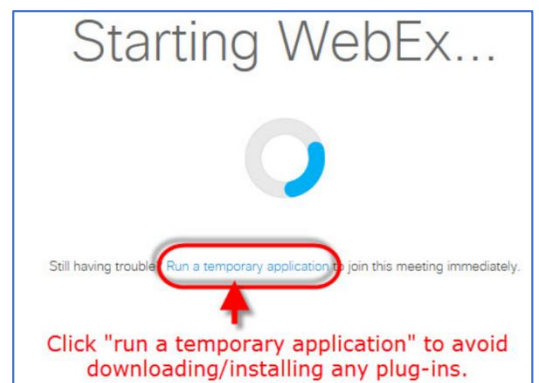 Starting WebEx...
Still having trouble? Run a temporary application to join this meeting immediately.
Click "run a temporary application" to avoid
downloading/installing any plug-ins.